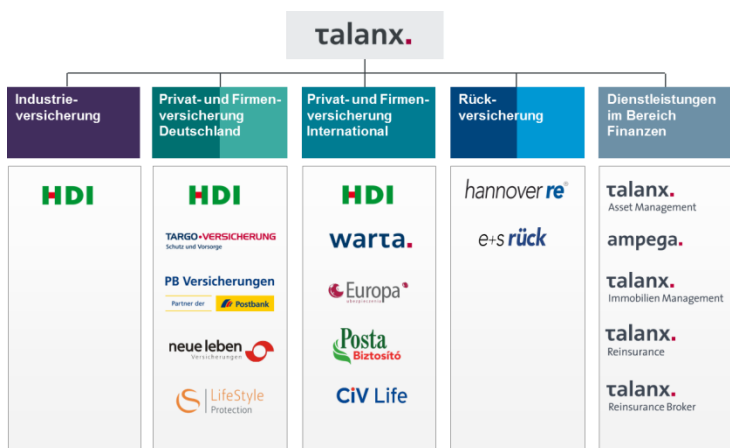 talanx.
Industrie-
versicherung
Privat- und Firmen-
versicherung
Deutschland
Privat- und Firmen-
versicherung
International
Rück-
versicherung
Dienstleistungen
im Bereich
Finanzen
HDI
HDI
TARGO•VERSICHERUNG
Schutz und Vorsorge
PB Versicherungen
Partner der
Postbank
neue leben
Versicherungen
LifeStyle
Protection
HDI
warta.
Europa
ubezpieczenia
Posta
Biztosító
CiV Life
hannover re®
e+s rück
talanx.
Asset Management
ampega.
talanx.
Immobilien Management
talanx.
Reinsurance
talanx.
Reinsurance Broker